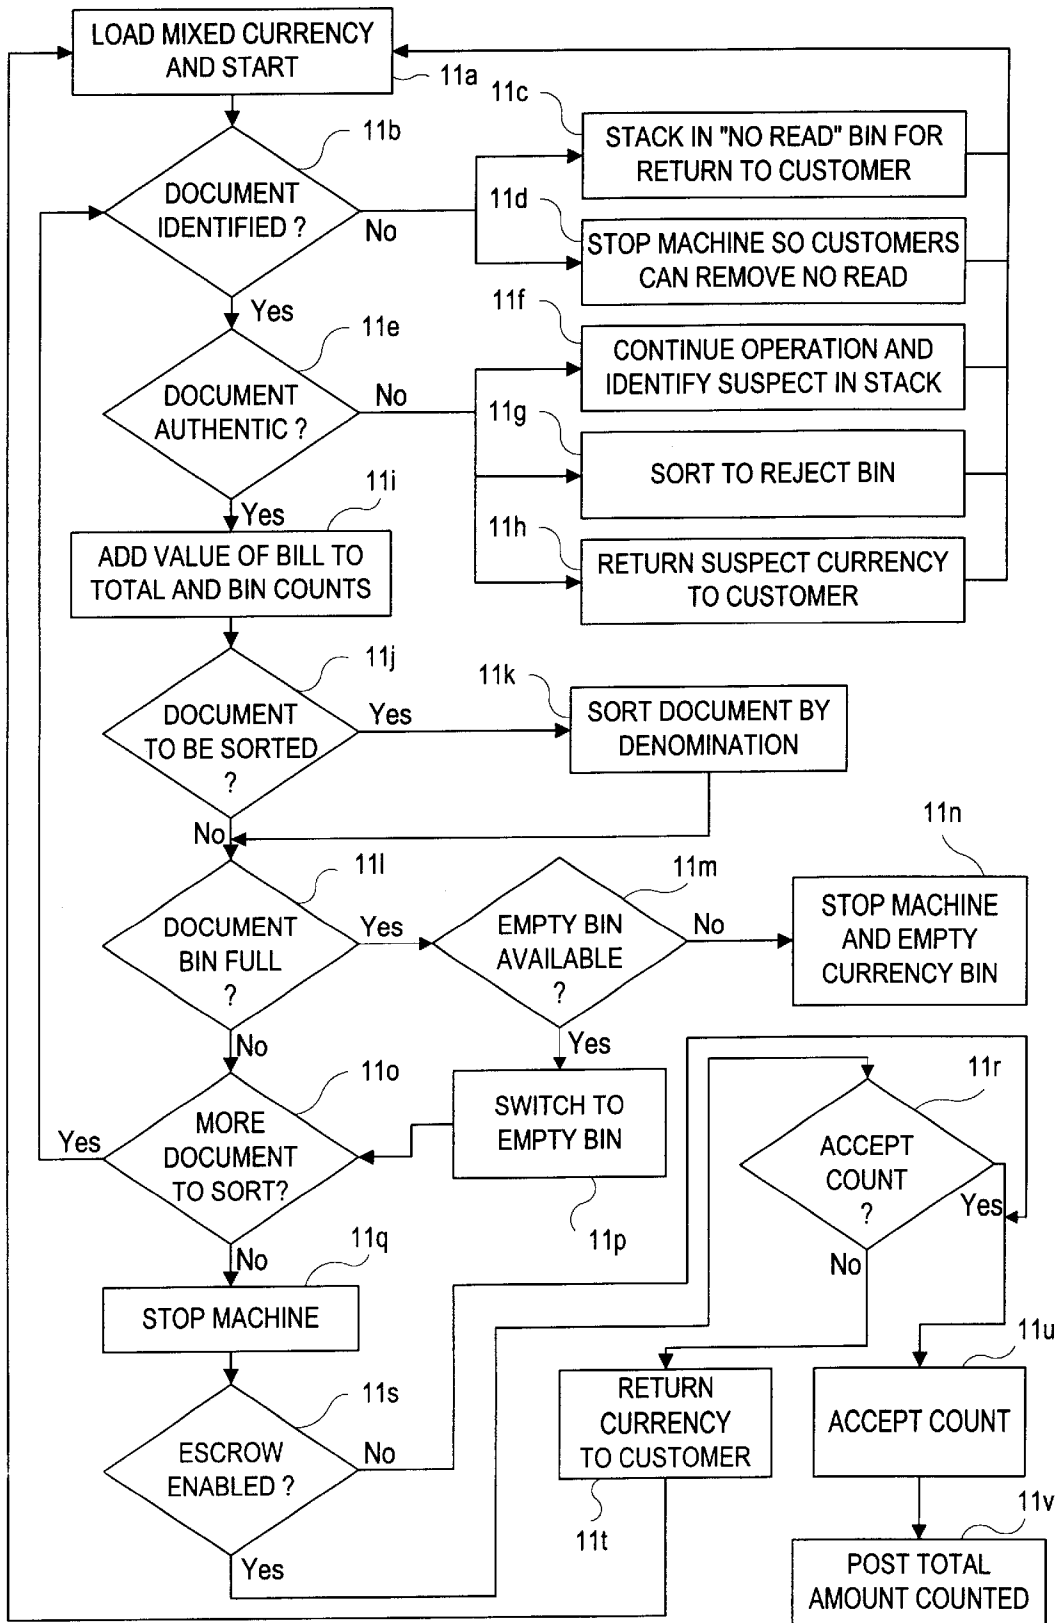 LOAD MIXED CURRENCY
AND START
11a
11b
DOCUMENT
IDENTIFIED ?
No
Yes
11c
STACK IN "NO READ" BIN FOR
RETURN TO CUSTOMER
11d
STOP MACHINE SO CUSTOMERS
CAN REMOVE NO READ
11e
DOCUMENT
AUTHENTIC ?
No
Yes
11f
CONTINUE OPERATION AND
IDENTIFY SUSPECT IN STACK
11g
SORT TO REJECT BIN
11h
RETURN SUSPECT CURRENCY
TO CUSTOMER
11i
ADD VALUE OF BILL TO
TOTAL AND BIN COUNTS
11j
DOCUMENT
TO BE SORTED
?
Yes
No
11k
SORT DOCUMENT BY
DENOMINATION
11l
DOCUMENT
BIN FULL
?
Yes
No
11m
EMPTY BIN
AVAILABLE
?
No
Yes
11n
STOP MACHINE
AND EMPTY
CURRENCY BIN
11o
MORE
DOCUMENT
TO SORT?
Yes
No
SWITCH TO
EMPTY BIN
11p
11r
ACCEPT
COUNT
?
Yes
No
11q
STOP MACHINE
11s
ESCROW
ENABLED ?
No
Yes
RETURN
CURRENCY
TO CUSTOMER
11t
11u
ACCEPT COUNT
11v
POST TOTAL
AMOUNT COUNTED